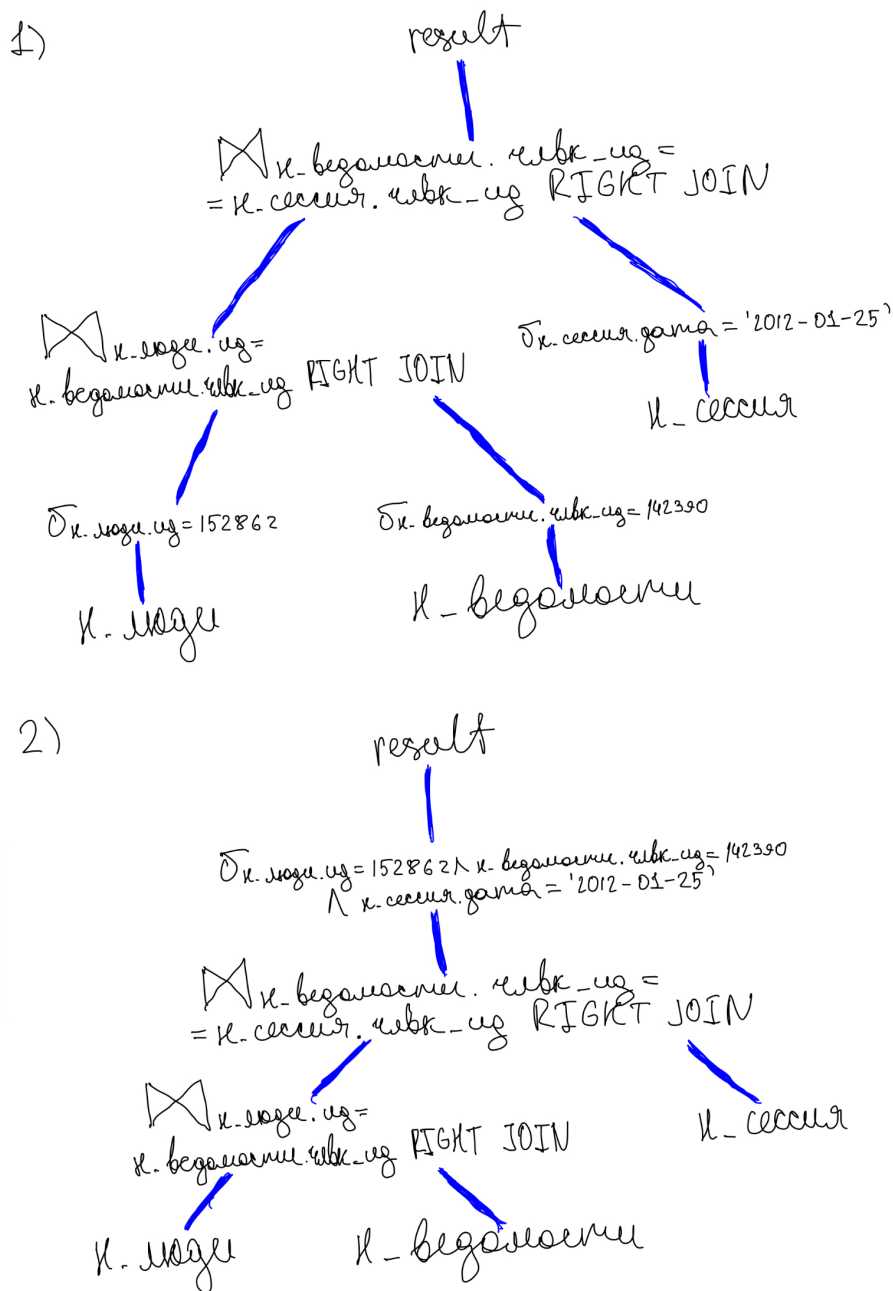 1)
result
⋈ н_ведомости.члвк_ид =
= н_сессия.члвк_ид RIGHT JOIN
⋈ н_люди.ид =
н_ведомости.члвк_ид RIGHT JOIN
σ н_сессия.дата = '2012-01-25'
н_сессия
σ н_люди.ид = 152862
σ н_ведомости.члвк_ид = 142390
н_люди
н_ведомости
2)
result
σ н_люди.ид = 152862 ∧ н_ведомости.члвк_ид = 142390
∧ н_сессия.дата = '2012-01-25'
⋈ н_ведомости.члвк_ид =
= н_сессия.члвк_ид RIGHT JOIN
⋈ н_люди.ид =
н_ведомости.члвк_ид RIGHT JOIN
н_сессия
н_люди
н_ведомости